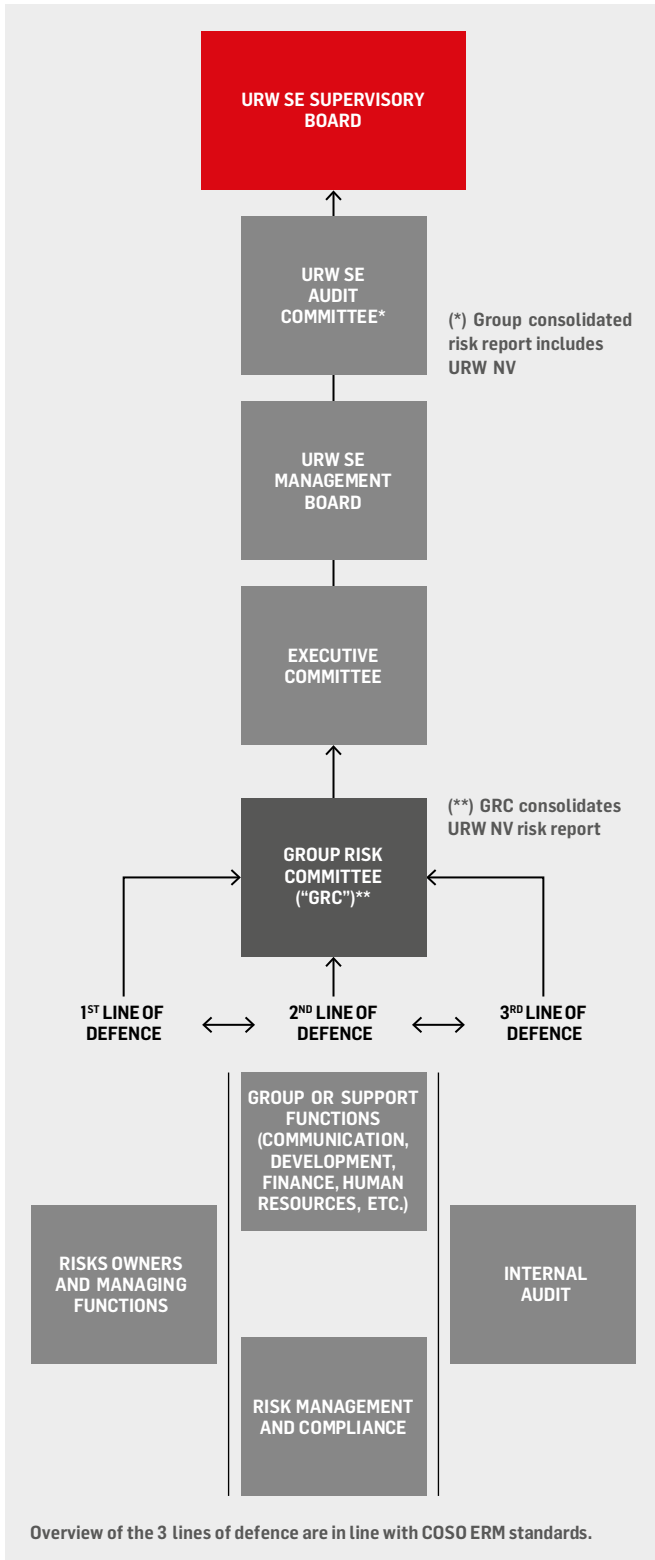 URW SE SUPERVISORY
BOARD
URW SE
AUDIT
COMMITTEE*
(*) Group consolidated
risk report includes
URW NV
URW SE
MANAGEMENT
BOARD
EXECUTIVE
COMMITTEE
(**) GRC consolidates
URW NV risk report
GROUP RISK
COMMITTEE
(“GRC”)**
1ST LINE OF
DEFENCE
2ND LINE OF
DEFENCE
3RD LINE OF
DEFENCE
GROUP OR SUPPORT
FUNCTIONS
(COMMUNICATION,
DEVELOPMENT,
FINANCE, HUMAN
RESOURCES, ETC.)
RISKS OWNERS
AND MANAGING
FUNCTIONS
INTERNAL
AUDIT
RISK MANAGEMENT
AND COMPLIANCE
Overview of the 3 lines of defence are in line with COSO ERM standards.